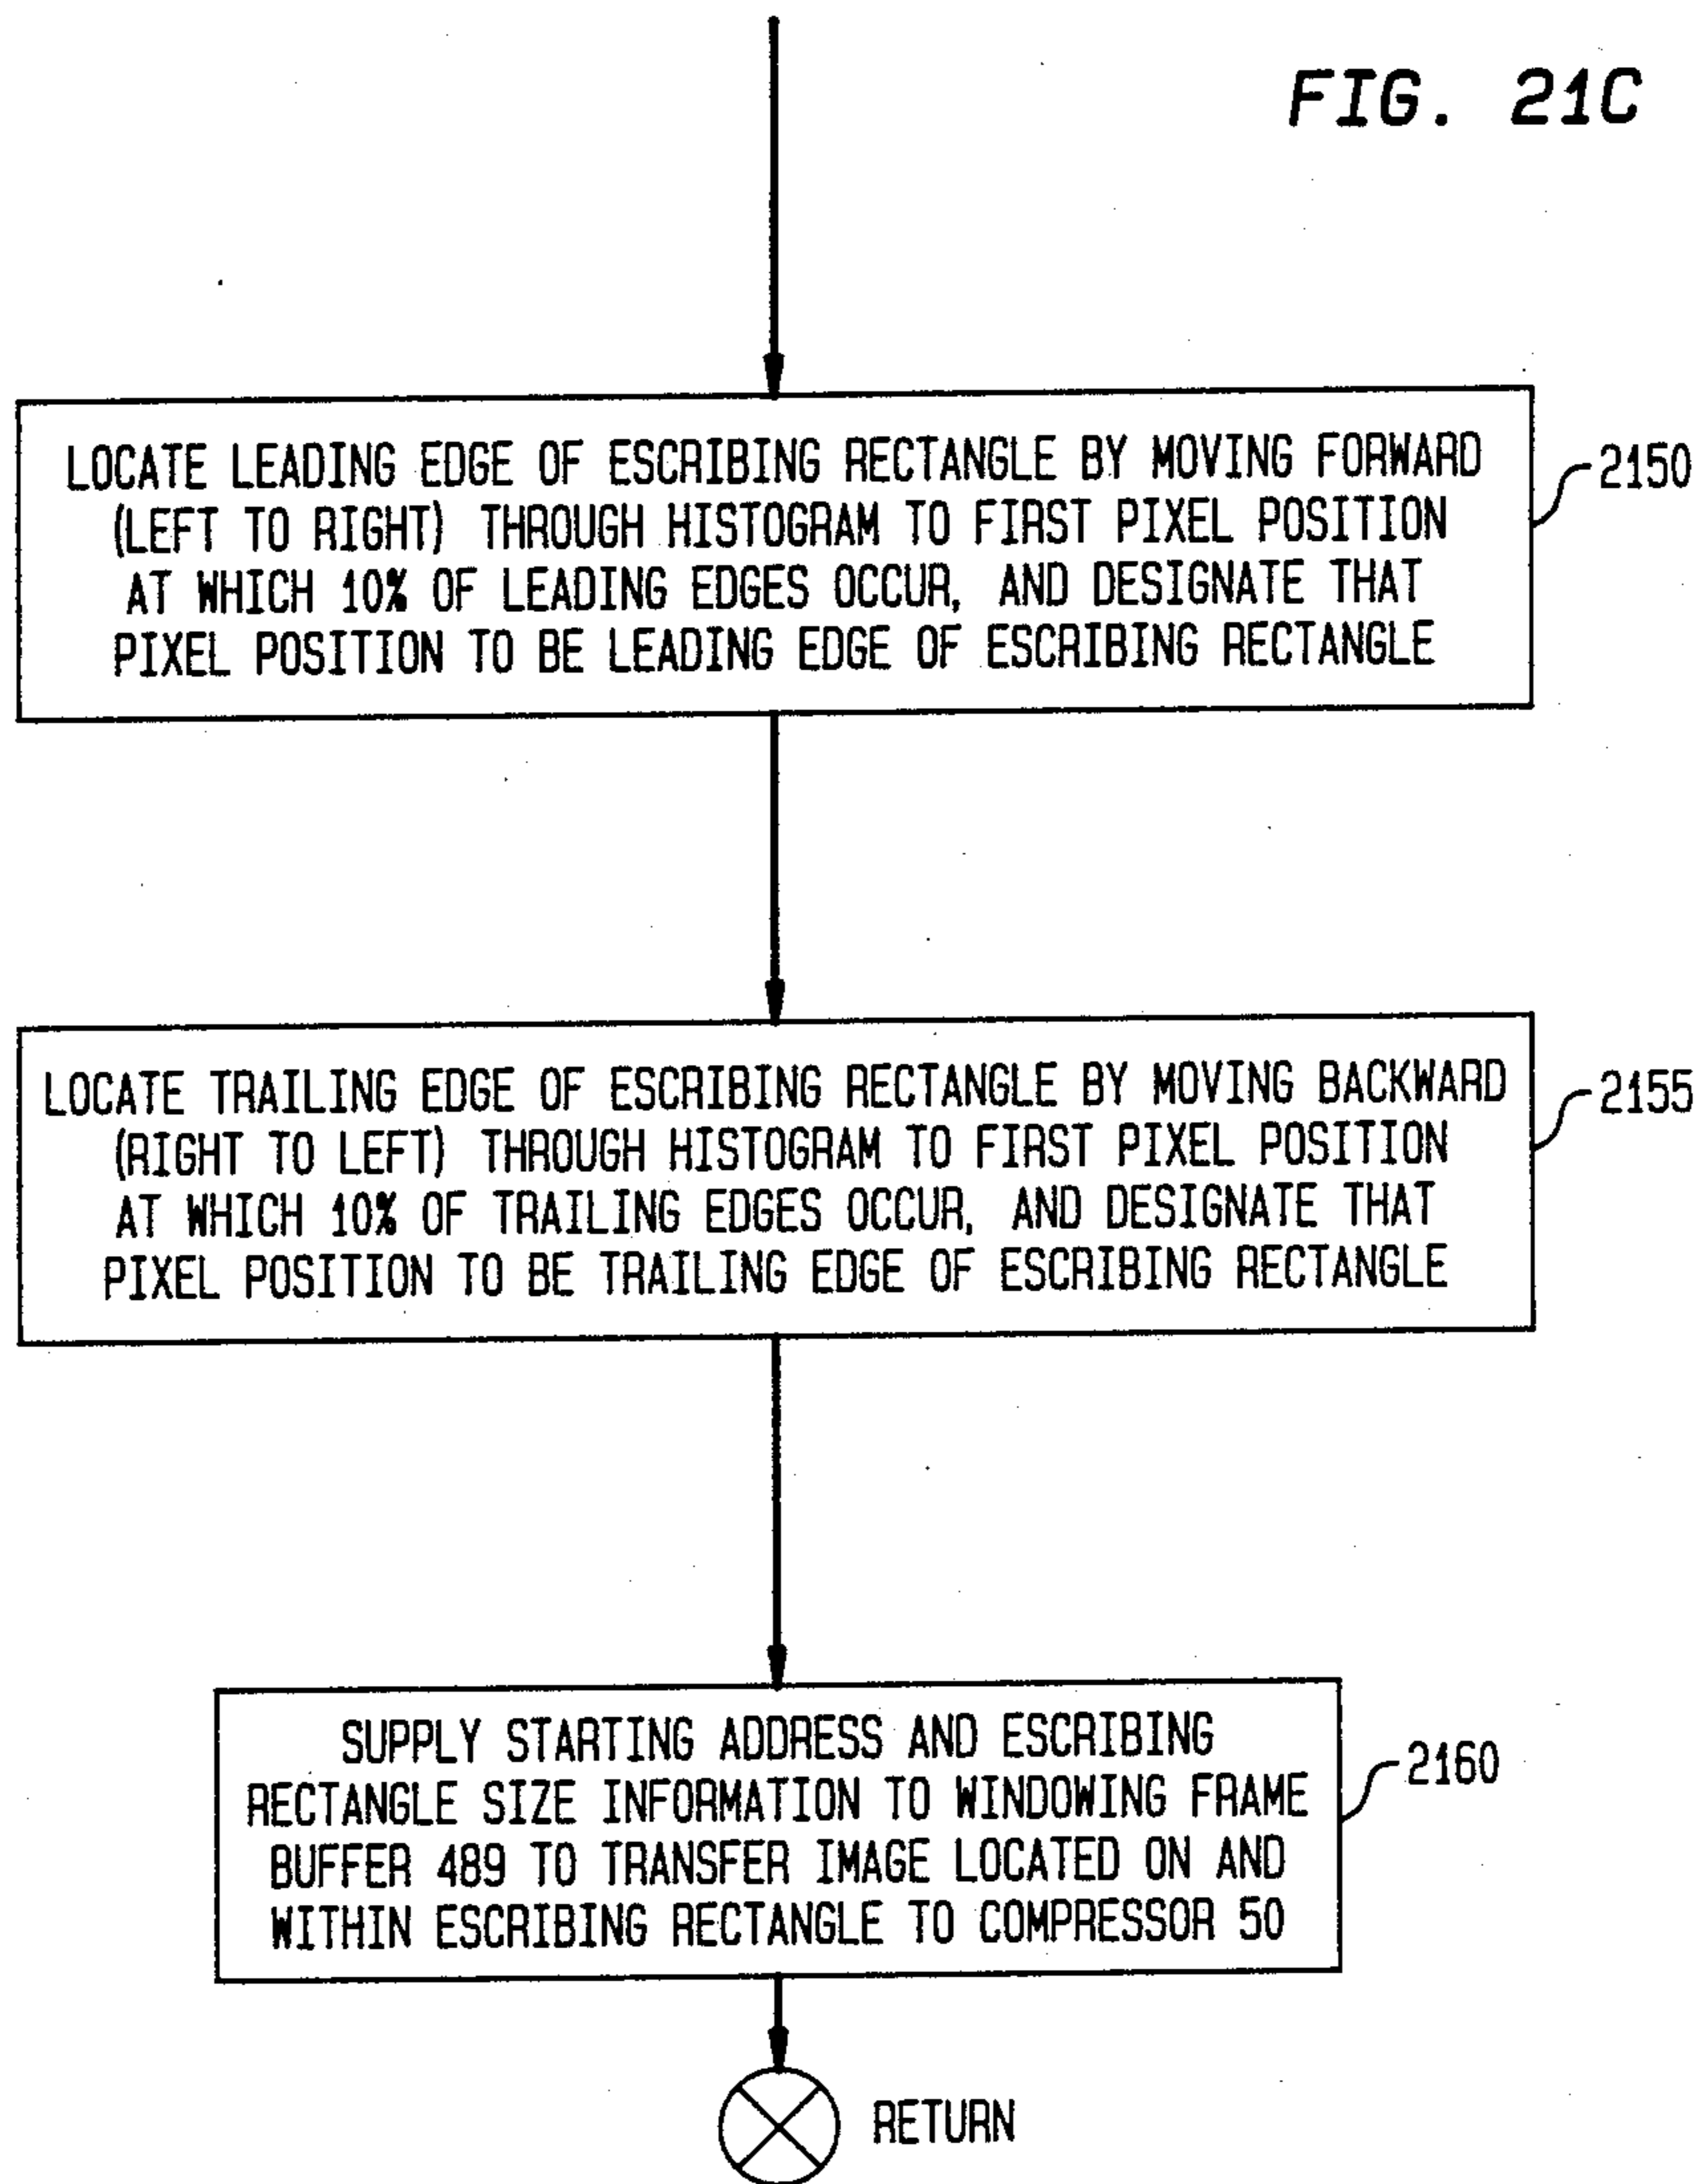 FIG. 21C
LOCATE LEADING EDGE OF ESCRIBING RECTANGLE BY MOVING FORWARD
(LEFT TO RIGHT) THROUGH HISTOGRAM TO FIRST PIXEL POSITION
AT WHICH 10% OF LEADING EDGES OCCUR, AND DESIGNATE THAT
PIXEL POSITION TO BE LEADING EDGE OF ESCRIBING RECTANGLE
2150
LOCATE TRAILING EDGE OF ESCRIBING RECTANGLE BY MOVING BACKWARD
(RIGHT TO LEFT) THROUGH HISTOGRAM TO FIRST PIXEL POSITION
AT WHICH 10% OF TRAILING EDGES OCCUR, AND DESIGNATE THAT
PIXEL POSITION TO BE TRAILING EDGE OF ESCRIBING RECTANGLE
2155
SUPPLY STARTING ADDRESS AND ESCRIBING
RECTANGLE SIZE INFORMATION TO WINDOWING FRAME
BUFFER 489 TO TRANSFER IMAGE LOCATED ON AND
WITHIN ESCRIBING RECTANGLE TO COMPRESSOR 50
2160
RETURN